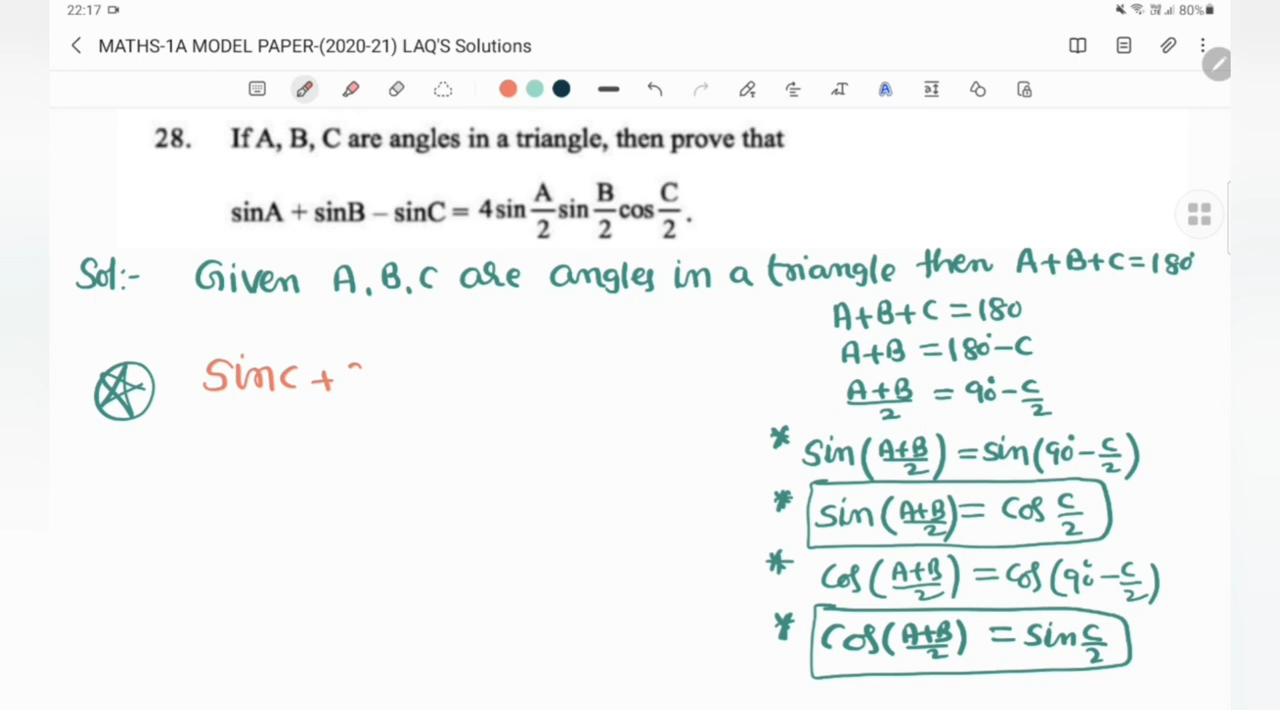 22:17 80%
MATHS-1A MODEL PAPER-(2020-21) LAQ'S Solutions
28. If A, B, C are angles in a triangle, then prove that
sinA + sinB – sinC = 4 sin A/2 sin B/2 cos C/2.
Sol:- Given A, B, C are angles in a triangle then A+B+C=180°
A+B+C = 180
A+B = 180°-C
A+B/2 = 90°-C/2
Sinc +
* Sin(A+B/2) = sin(90°-C/2)
* sin(A+B/2) = Cos C/2
* Cos(A+B/2) = Cos(90°-C/2)
* Cos(A+B/2) = Sin C/2